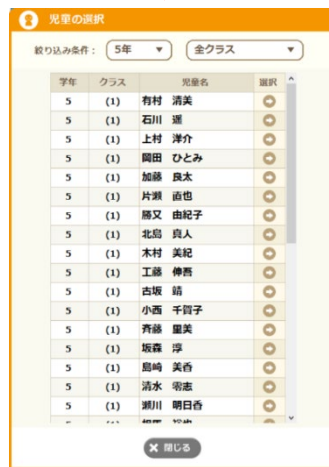 児童の選択
絞り込み条件： 5年 ▼ 全クラス ▼
学年 クラス 児童名 選択
5 (1) 有村 清美
5 (1) 石川 遥
5 (1) 上村 洋介
5 (1) 岡田 ひとみ
5 (1) 加藤 良太
5 (1) 片瀬 直也
5 (1) 勝又 由紀子
5 (1) 北島 真人
5 (1) 木村 美紀
5 (1) 工藤 伸吾
5 (1) 古坂 靖
5 (1) 小西 千賀子
5 (1) 斉藤 里美
5 (1) 坂森 淳
5 (1) 島崎 美香
5 (1) 清水 零志
5 (1) 瀬川 明日香
× 閉じる